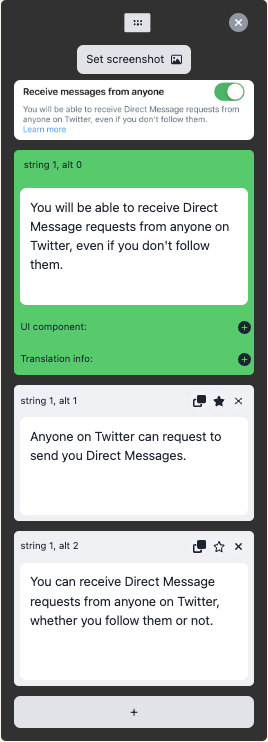 Set screenshot
Receive messages from anyone
You will be able to receive Direct Message requests from
anyone on Twitter, even if you don't follow them.
Learn more
string 1, alt 0
You will be able to receive Direct
Message requests from anyone on
Twitter, even if you don't follow
them.
UI component:
Translation info:
string 1, alt 1
Anyone on Twitter can request to
send you Direct Messages.
string 1, alt 2
You can receive Direct Message
requests from anyone on Twitter,
whether you follow them or not.
+